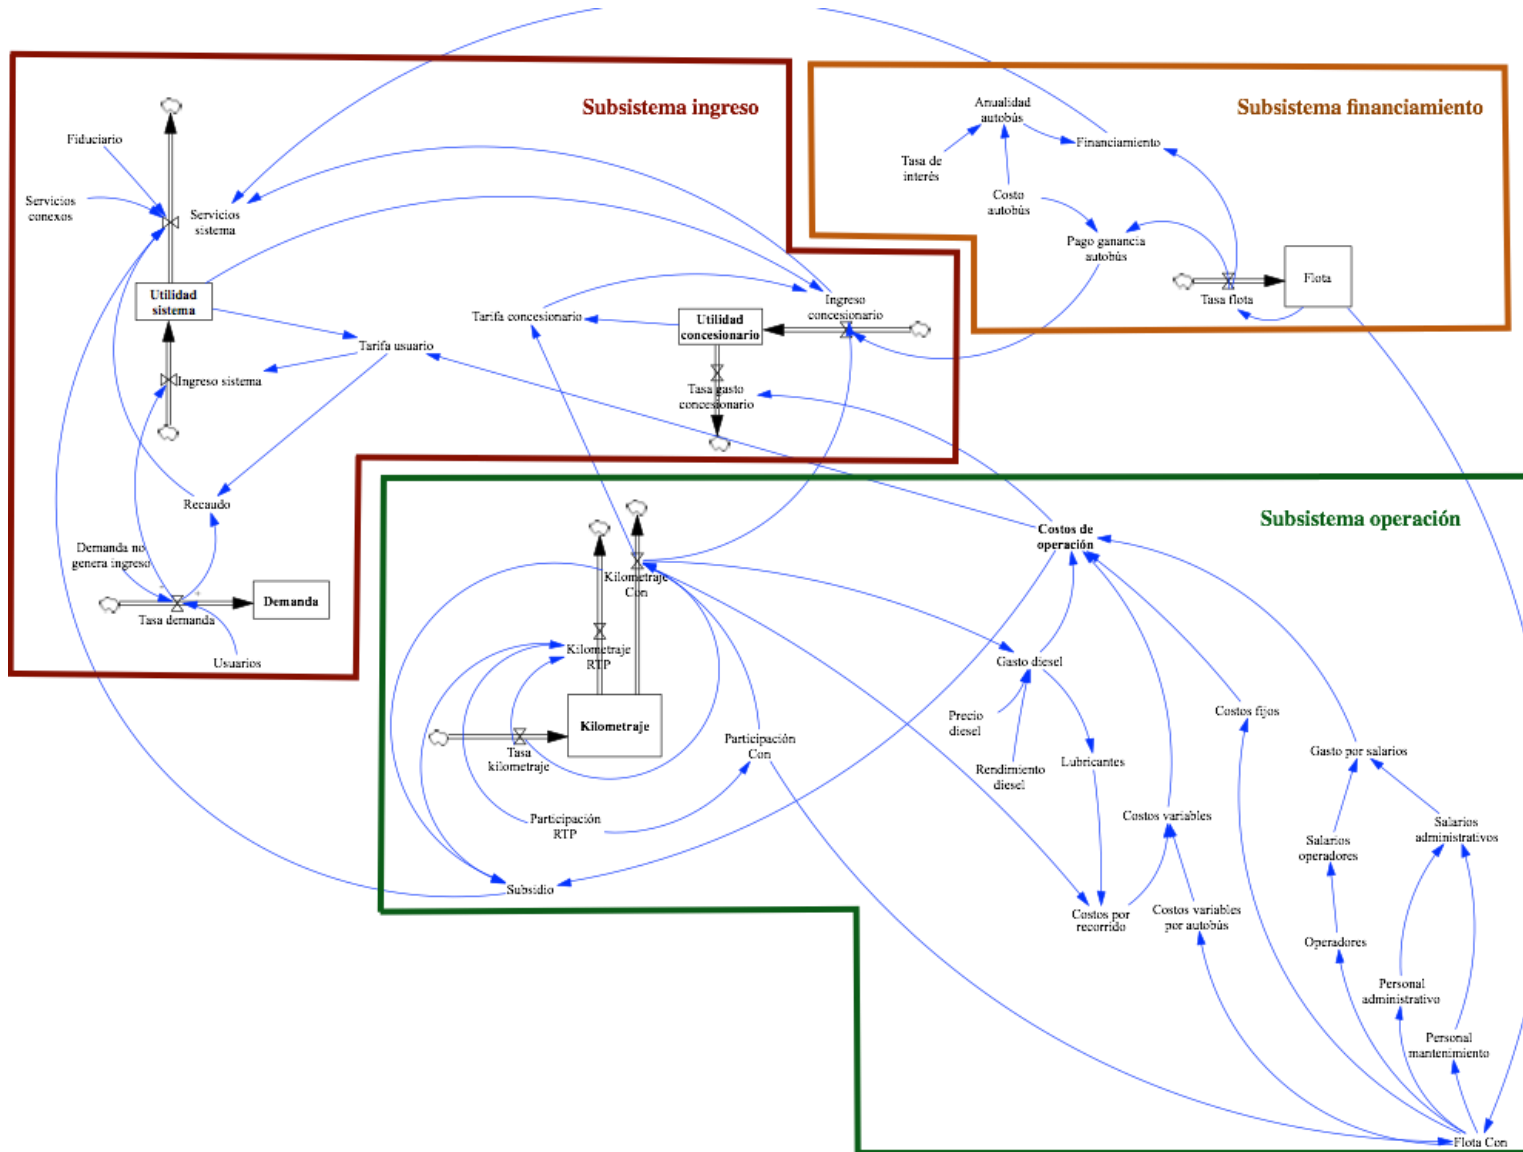 Subsistema ingreso
Fiduciario
Servicios
conexos
Servicios
sistema
Utilidad
sistema
Tarifa usuario
Ingreso sistema
Tarifa concesionario
Utilidad
concesionario
Ingreso
concesionario
Tasa gasto
concesionario
Recaudo
Demanda no
genera ingreso
Tasa demanda
Demanda
Usuarios
Subsistema financiamiento
Anualidad
autobús
Financiamiento
Tasa de
interés
Costo
autobús
Pago ganancia
autobús
Tasa flota
Flota
Subsistema operación
Costos de
operación
Kilometraje
Con
Kilometraje
RTP
Kilometraje
Tasa
kilometraje
Participación
Con
Participación
RTP
Subsidio
Gasto diesel
Precio
diesel
Rendimiento
diesel
Lubricantes
Costos fijos
Gasto por salarios
Costos variables
Salarios
operadores
Salarios
administrativos
Costos por
recorrido
Costos variables
por autobús
Operadores
Personal
administrativo
Personal
mantenimiento
Flota Con